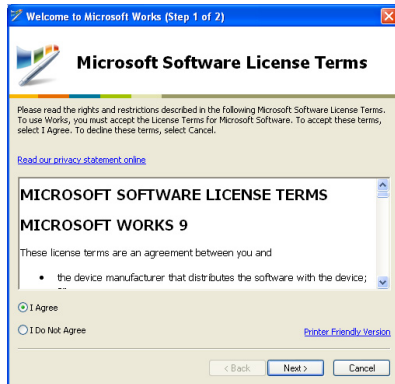 Welcome to Microsoft Works (Step 1 of 2)
Microsoft Software License Terms
Please read the rights and restrictions described in the following Microsoft Software License Terms.
To use Works, you must accept the License Terms for Microsoft Software. To accept these terms,
select I Agree. To decline these terms, select Cancel.
Read our privacy statement online
MICROSOFT SOFTWARE LICENSE TERMS
MICROSOFT WORKS 9
These license terms are an agreement between you and
• the device manufacturer that distributes the software with the device;
I Agree
I Do Not Agree
Printer Friendly Version
< Back
Next >
Cancel